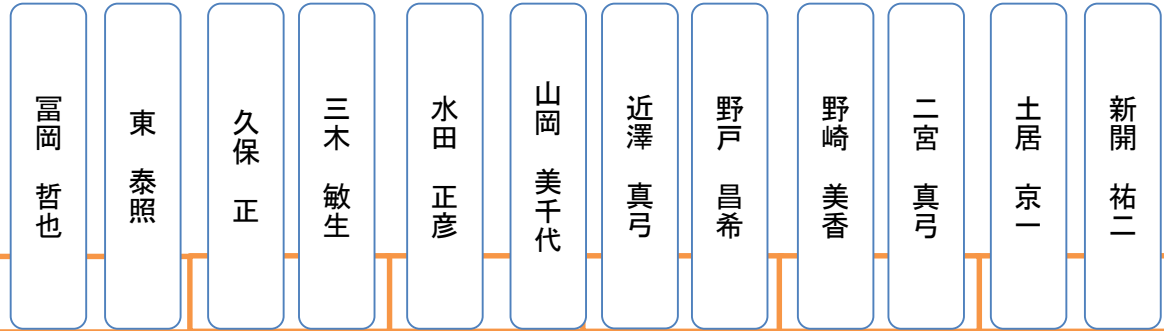 冨岡　哲也
東　泰照
久保　正
三木　敏生
水田　正彦
山岡　美千代
近澤　真弓
野戸　昌希
野崎　美香
二宮　真弓
土居　京一
新開　祐二